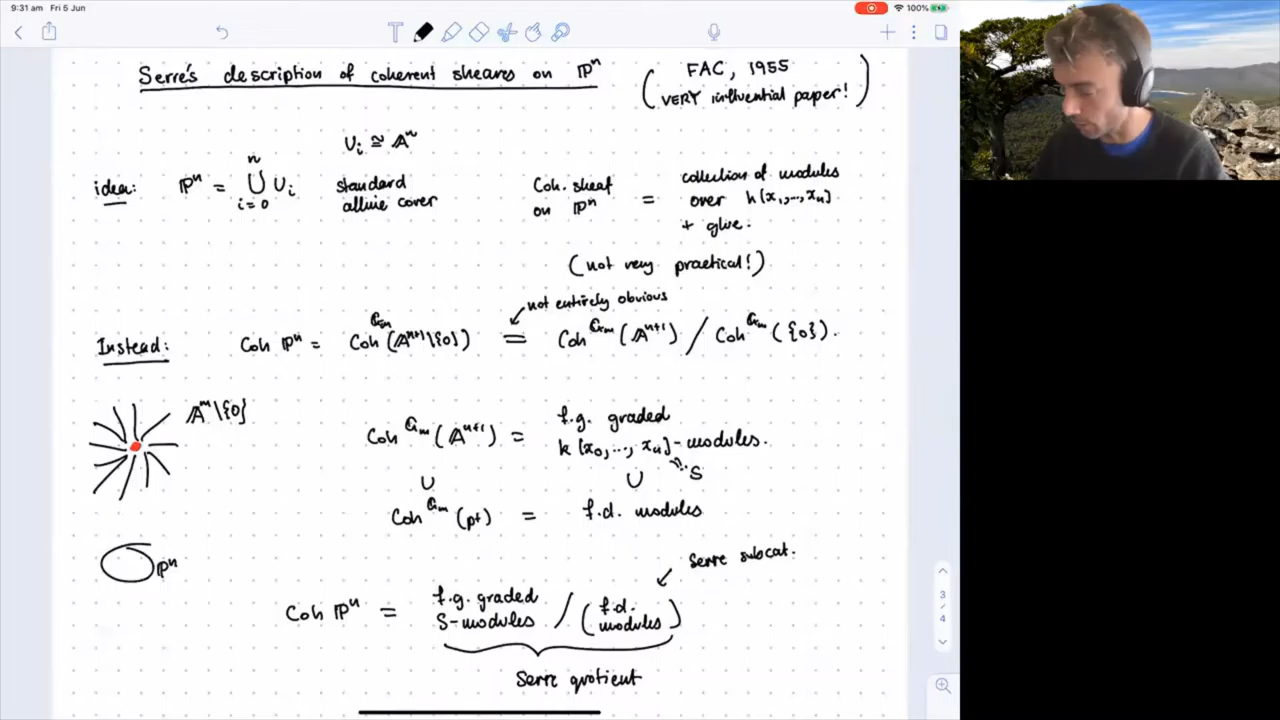 9:31 am Fri 5 Jun
100%
T
Serre's description of coherent sheaves on ℙⁿ
( FAC, 1955
VERY influential paper! )
Uᵢ ≅ 𝔸ⁿ
idea: ℙⁿ = ⋃ⁿᵢ₌₀ Uᵢ standard
affine cover
Coh. sheaf
on ℙⁿ
= collection of modules
over k[x₁,...,xₙ]
+ glue.
(not very practical!)
not entirely obvious
Instead: Coh ℙⁿ = Coh^𝔾ₘ (𝔸ⁿ⁺¹\{0}) = Coh^𝔾ₘ (𝔸ⁿ⁺¹) / Coh^𝔾ₘ ({0}).
𝔸ᵐ\{0}
Coh^𝔾ₘ (𝔸ⁿ⁺¹) = f.g. graded
k[x₀,...,xₙ]-modules.
∪ ∪ = S
Coh^𝔾ₘ (pt) = f.d. modules
ℙⁿ
Serre subcat.
Coh ℙⁿ = f.g. graded
S-modules / (f.d.
modules)
Serre quotient
3
/
4